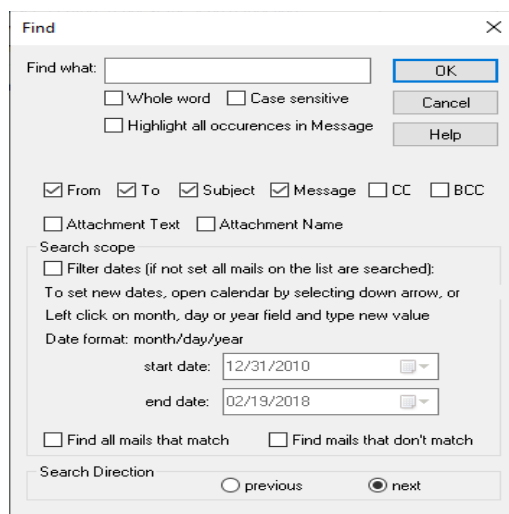 Find
Find what: OK
Whole word Case sensitive Cancel
Highlight all occurences in Message Help
From To Subject Message CC BCC
Attachment Text Attachment Name
Search scope
Filter dates (if not set all mails on the list are searched):
To set new dates, open calendar by selecting down arrow, or
Left click on month, day or year field and type new value
Date format: month/day/year
start date: 12/31/2010
end date: 02/19/2018
Find all mails that match Find mails that don't match
Search Direction
previous next